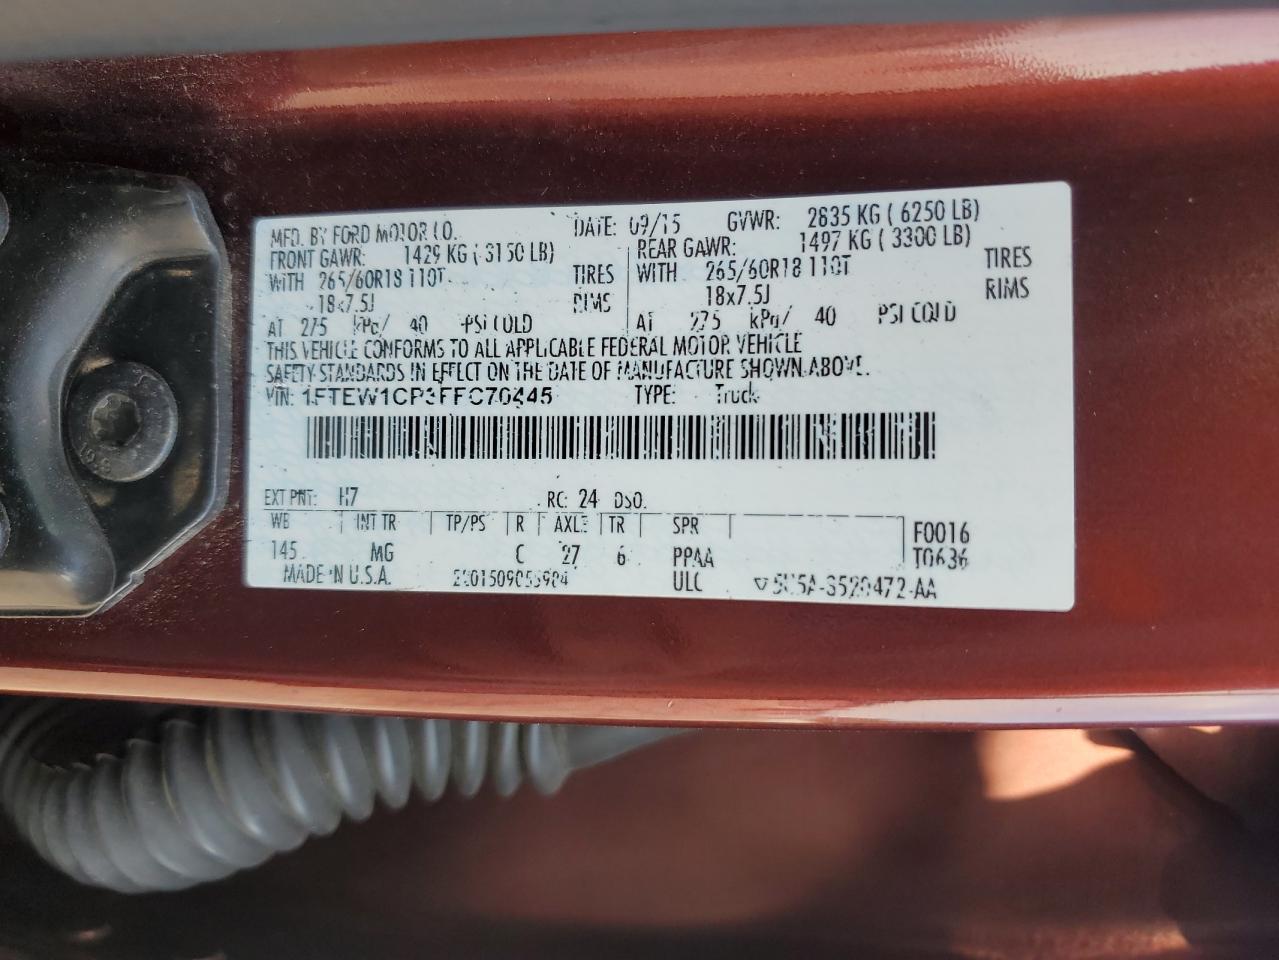 MFD. BY FORD MOTOR CO. DATE: 09/15 GVWR: 2835 KG ( 6250 LB)
FRONT GAWR: 1429 KG ( 3150 LB) REAR GAWR: 1497 KG ( 3300 LB)
WITH 265/60R18 110T TIRES WITH 265/60R18 110T TIRES
18x7.5J RIMS 18x7.5J RIMS
AT 275 kPa/ 40 PSI COLD AT 275 kPa/ 40 PSI COLD
THIS VEHICLE CONFORMS TO ALL APPLICABLE FEDERAL MOTOR VEHICLE
SAFETY STANDARDS IN EFFECT ON THE DATE OF MANUFACTURE SHOWN ABOVE.
VIN: 1FTEW1CP3FFC70445 TYPE: Truck
EXT PNT: H7 RC: 24 DSO:
WB INT TR TP/PS R AXLE TR SPR F0016
145 MG C 27 6 PPAA T0636
MADE IN U.S.A. ULC